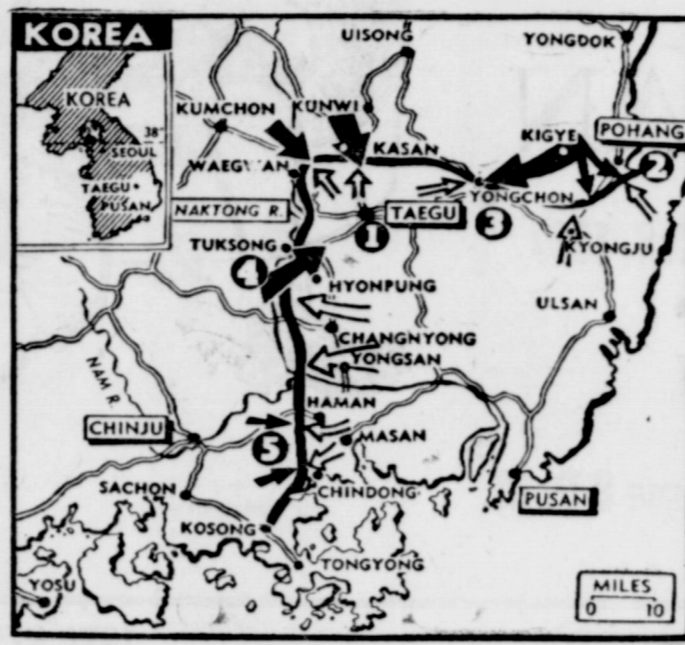 KOREA
KOREA
38°
SEOUL
TAEGU
PUSAN
UISONG
YONGDOK
KUMCHON
KUNWI
KASAN
KIGYE
POHANG
WAEGWAN
2
YONGCHON
NAKTONG R.
1
TAEGU
3
KYONGJU
TUKSONG
4
HYONPUNG
ULSAN
CHANGNYONG
YONGSAN
NAM R.
HAMAN
CHINJU
5
MASAN
SACHON
CHINDONG
PUSAN
KOSONG
TONGYONG
YOSU
MILES
0 10